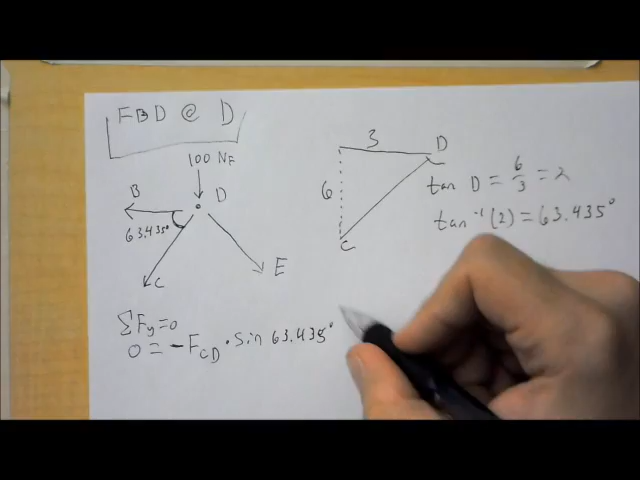 FBD @ D
100 N
D
B
63.435°
C
E
ΣFy=0
0 = -F_CD · sin 63.435°
3
D
6
C
tan D = 6/3 = 2
tan⁻¹(2) = 63.435°